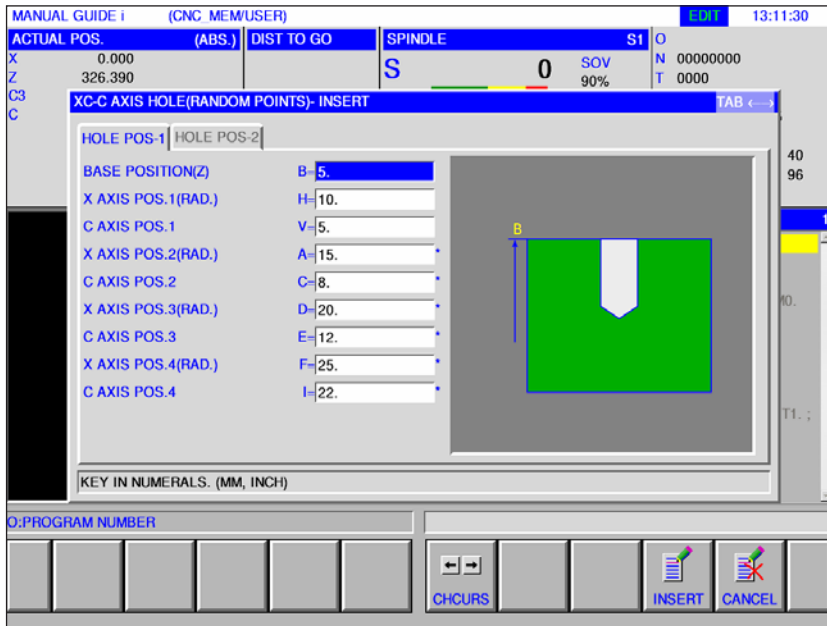 MANUAL GUIDE i (CNC_MEM/USER) EDIT 13:11:30
ACTUAL POS. (ABS.) DIST TO GO SPINDLE S1 O
X 0.000 S 0 SOV N 00000000
Z 326.390 90% T 0000
C3
C
XC-C AXIS HOLE(RANDOM POINTS)- INSERT TAB ←→
HOLE POS-1 HOLE POS-2
40
96
BASE POSITION(Z) B=5.
X AXIS POS.1(RAD.) H=10.
C AXIS POS.1 V=5.
X AXIS POS.2(RAD.) A=15. *
C AXIS POS.2 C=8. *
X AXIS POS.3(RAD.) D=20. *
C AXIS POS.3 E=12. *
X AXIS POS.4(RAD.) F=25. *
C AXIS POS.4 I=22. *
B
1
M0.
T1. ;
KEY IN NUMERALS. (MM, INCH)
O:PROGRAM NUMBER
CHCURS INSERT CANCEL